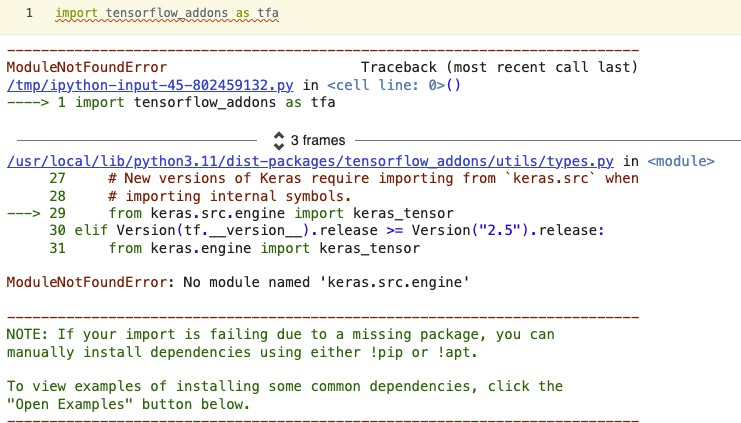 1 import tensorflow_addons as tfa
---------------------------------------------------------------------------
ModuleNotFoundError Traceback (most recent call last)
/tmp/ipython-input-45-802459132.py in <cell line: 0>()
----> 1 import tensorflow_addons as tfa
3 frames
/usr/local/lib/python3.11/dist-packages/tensorflow_addons/utils/types.py in <module>
27 # New versions of Keras require importing from `keras.src` when
28 # importing internal symbols.
---> 29 from keras.src.engine import keras_tensor
30 elif Version(tf.__version__).release >= Version("2.5").release:
31 from keras.engine import keras_tensor
ModuleNotFoundError: No module named 'keras.src.engine'
---------------------------------------------------------------------------
NOTE: If your import is failing due to a missing package, you can
manually install dependencies using either !pip or !apt.
To view examples of installing some common dependencies, click the
"Open Examples" button below.
---------------------------------------------------------------------------